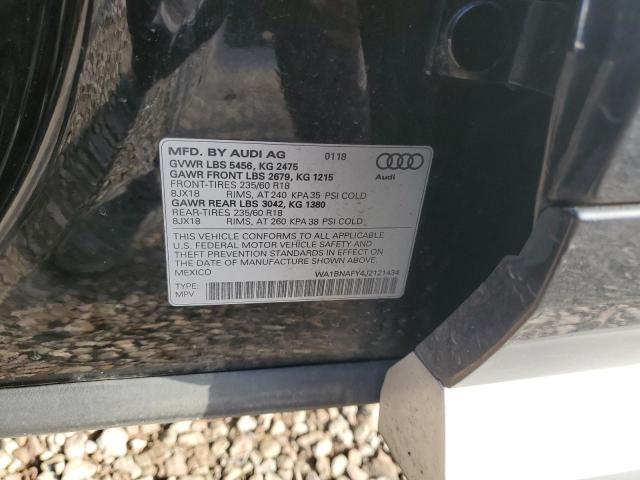 MFD. BY AUDI AG 0118
GVWR LBS 5456, KG 2475
GAWR FRONT LBS 2679, KG 1215
FRONT-TIRES 235/60 R18
8JX18 RIMS, AT 240 KPA 35 PSI COLD
GAWR REAR LBS 3042, KG 1380
REAR-TIRES 235/60 R18
8JX18 RIMS, AT 260 KPA 38 PSI COLD
Audi
THIS VEHICLE CONFORMS TO ALL APPLICABLE
U.S. FEDERAL MOTOR VEHICLE SAFETY AND
THEFT PREVENTION STANDARDS IN EFFECT ON
THE DATE OF MANUFACTURE SHOWN ABOVE.
MEXICO WA1BNAFY4J2121434
TYPE:
MPV